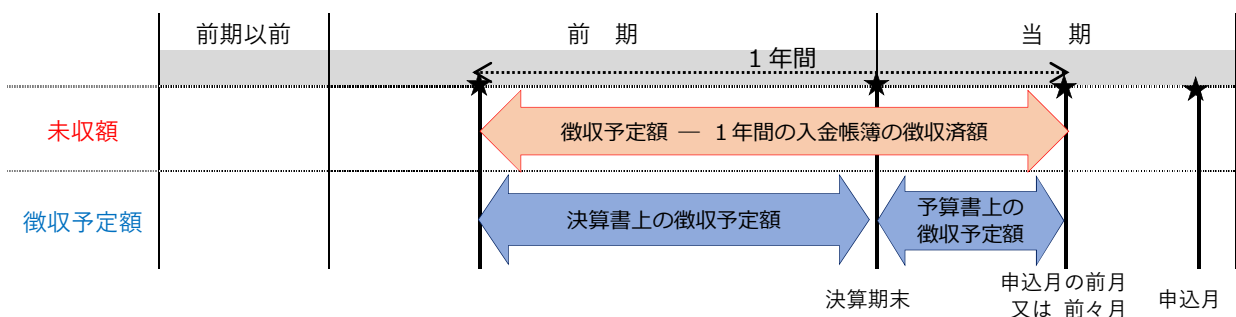 前期以前
前　期
当　期
１年間
未収額
徴収予定額 ― １年間の入金帳簿の徴収済額
徴収予定額
決算書上の徴収予定額
予算書上の
徴収予定額
決算期末
申込月の前月
又は 前々月
申込月